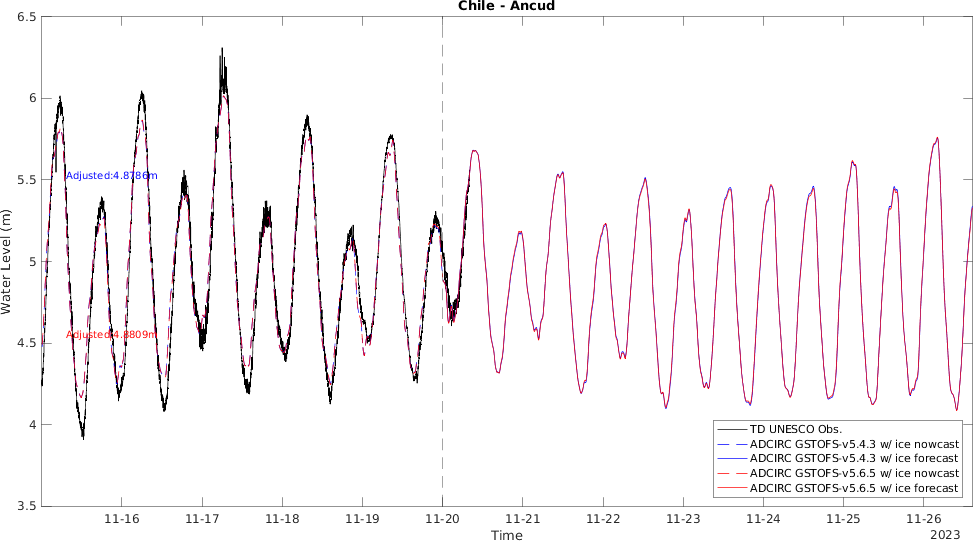 Chile - Ancud
6.5
6
5.5
5
4.5
4
3.5
Water Level (m)
Adjusted:4.8786m
Adjusted:4.8809m
TD UNESCO Obs.
ADCIRC GSTOFS-v5.4.3 w/ ice nowcast
ADCIRC GSTOFS-v5.4.3 w/ ice forecast
ADCIRC GSTOFS-v5.6.5 w/ ice nowcast
ADCIRC GSTOFS-v5.6.5 w/ ice forecast
11-16 11-17 11-18 11-19 11-20 11-21 11-22 11-23 11-24 11-25 11-26
2023
Time